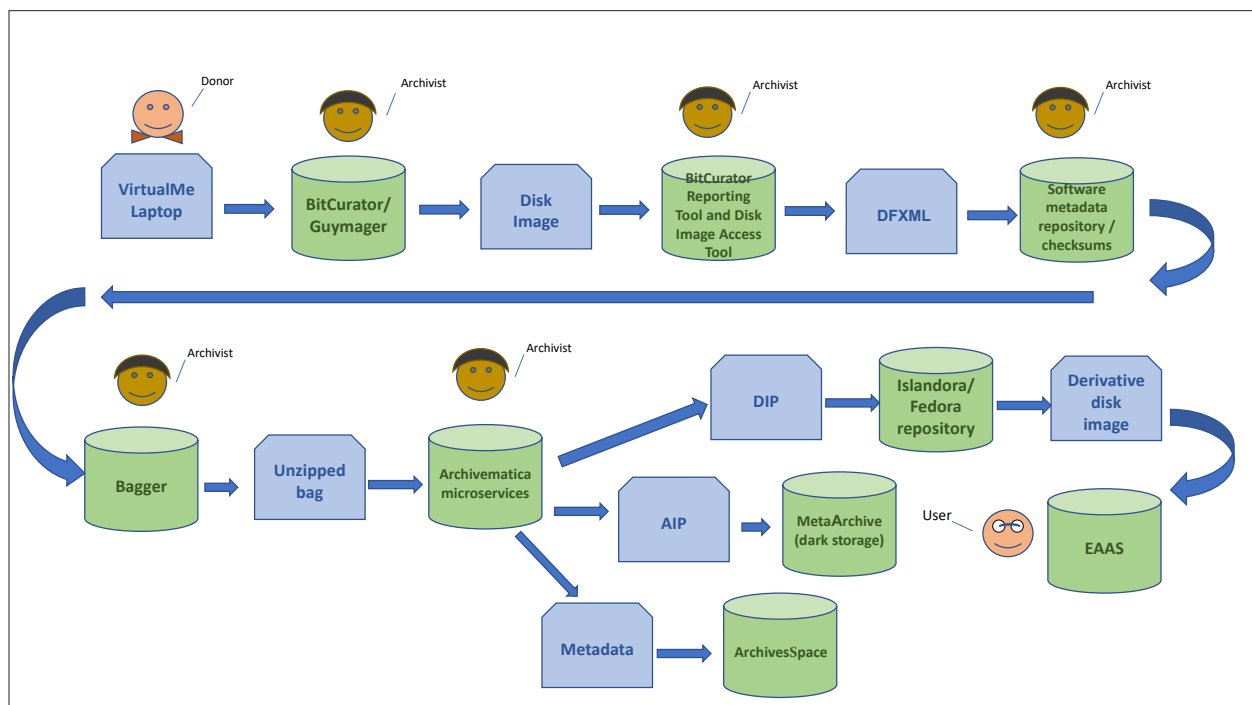 Donor
Archivist
Archivist
Archivist
VirtualMe
Laptop
BitCurator/
Guymager
Disk
Image
BitCurator
Reporting
Tool and Disk
Image Access
Tool
DFXML
Software
metadata
repository /
checksums
Archivist
Archivist
Bagger
Unzipped
bag
Archivematica
microservices
DIP
Islandora/
Fedora
repository
Derivative
disk
image
AIP
MetaArchive
(dark storage)
User
EAAS
Metadata
ArchivesSpace